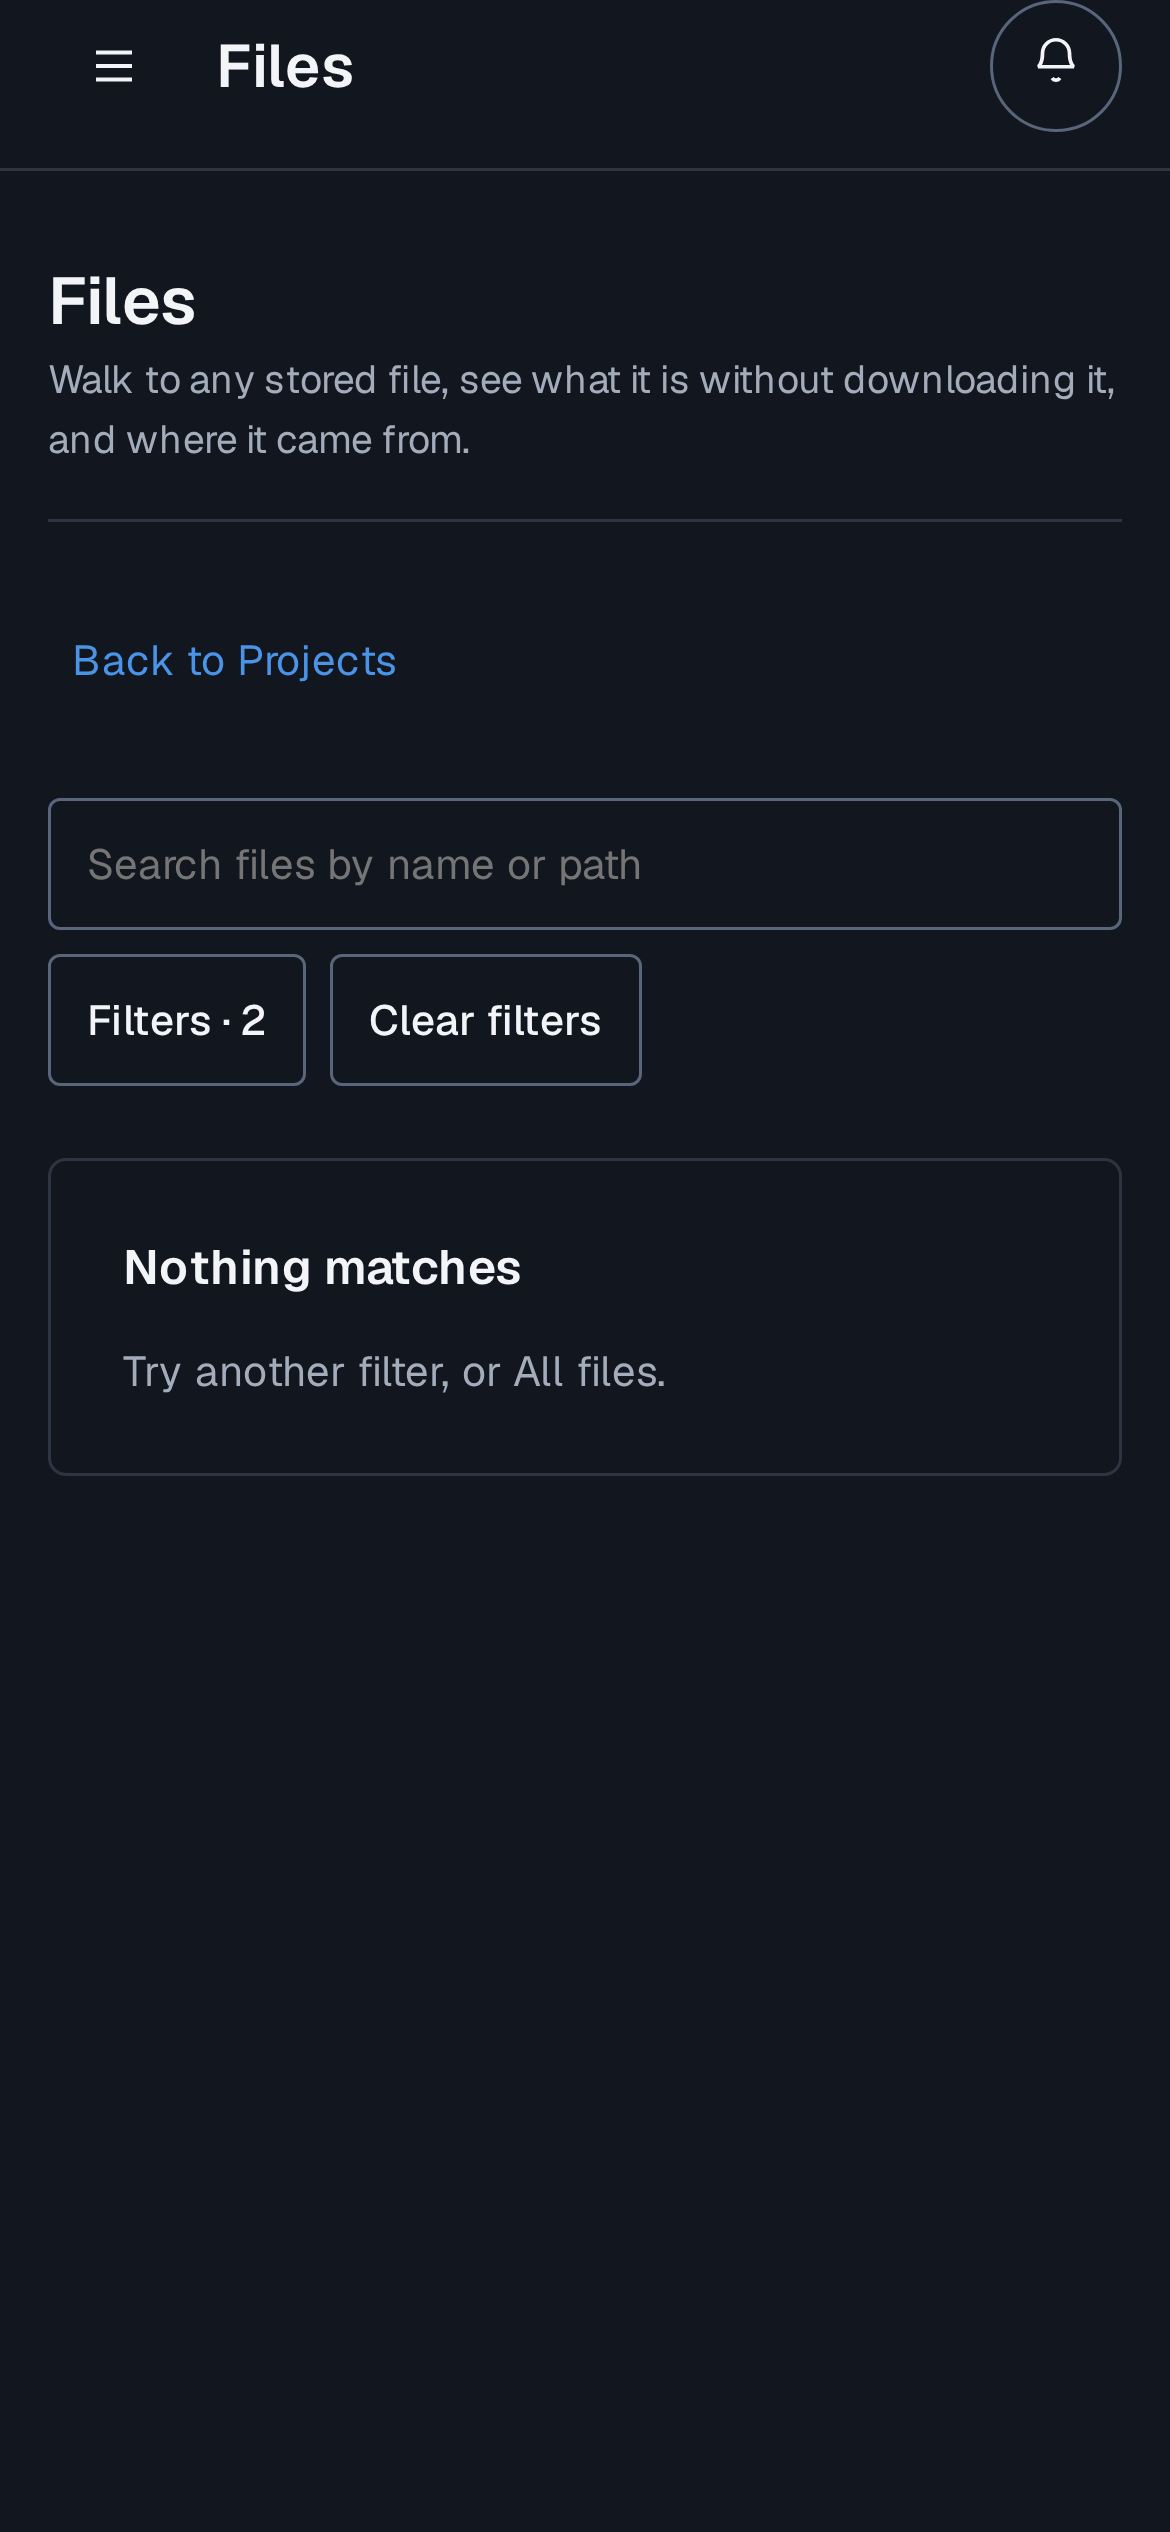 Files
Files
Walk to any stored file, see what it is without downloading it,
and where it came from.
Back to Projects
Search files by name or path
Filters · 2
Clear filters
Nothing matches
Try another filter, or All files.